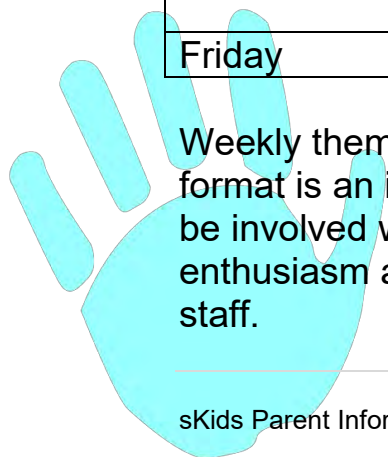 Friday
Weekly them
format is an i
be involved w
enthusiasm a
staff.
sKids Parent Infor